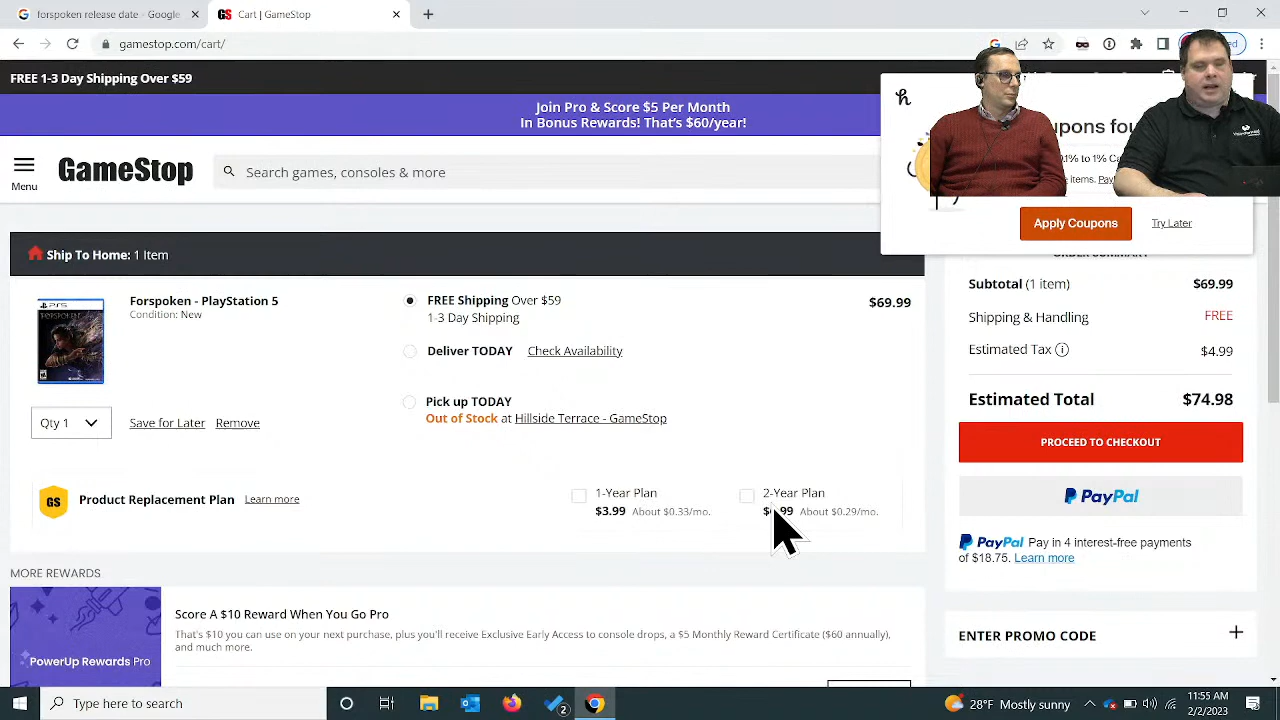 forspoken release date - Google
Cart | GameStop
gamestop.com/cart/
FREE 1-3 Day Shipping Over $59
Join Pro & Score $5 Per Month
In Bonus Rewards! That's $60/year!
Menu
GameStop
Search games, consoles & more
Apply Coupons
Try Later
Ship To Home: 1 Item
Forspoken - PlayStation 5
Condition: New
PS5
FORSPOKEN
FREE Shipping Over $59
1-3 Day Shipping
$69.99
Deliver TODAY Check Availability
Pick up TODAY
Out of Stock at Hillside Terrace - GameStop
Qty 1
Save for Later Remove
GS
Product Replacement Plan Learn more
1-Year Plan
$3.99 About $0.33/mo.
2-Year Plan
About $0.29/mo.
ORDER SUMMARY
Subtotal (1 item) $69.99
Shipping & Handling FREE
Estimated Tax $4.99
Estimated Total $74.98
PROCEED TO CHECKOUT
PayPal
PayPal Pay in 4 interest-free payments
of $18.75. Learn more
ENTER PROMO CODE
MORE REWARDS
PowerUp Rewards Pro
Score A $10 Reward When You Go Pro
That's $10 you can use on your next purchase, plus you'll receive Exclusive Early Access to console drops, a $5 Monthly Reward Certificate ($60 annually),
and much more.
Type here to search
2
28°F Mostly sunny
11:55 AM
2/2/2023